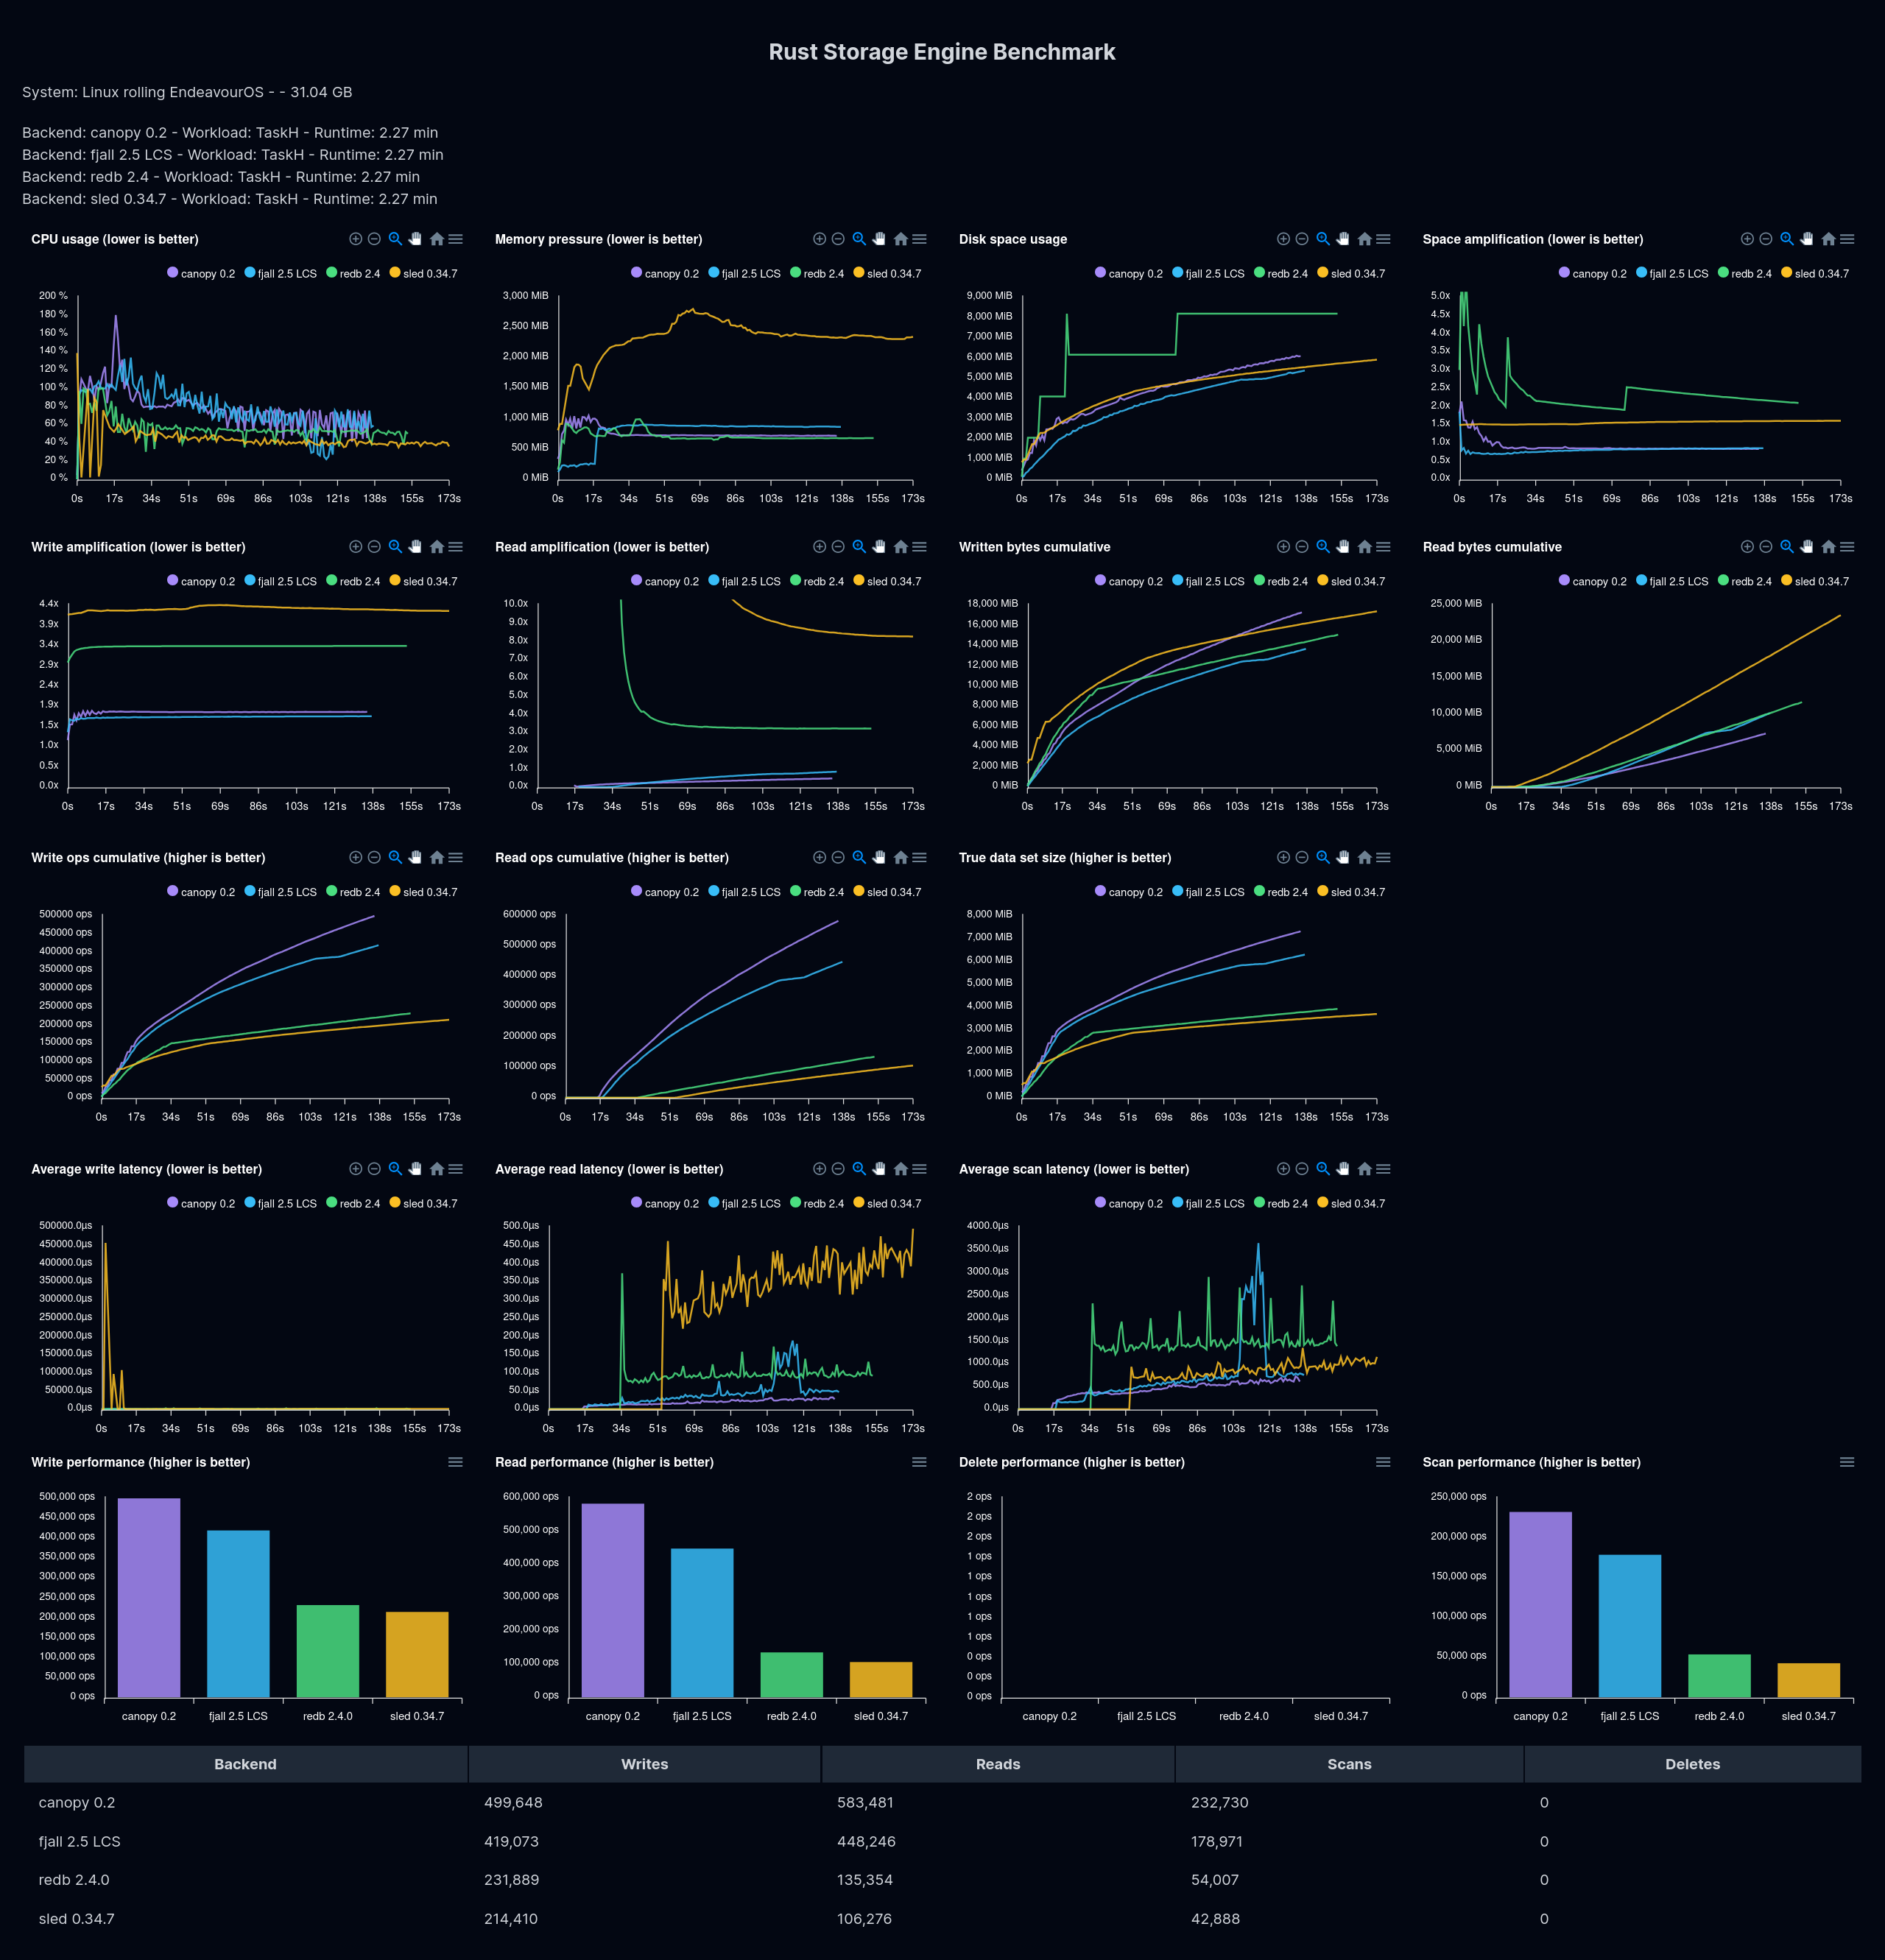 Rust Storage Engine Benchmark
System: Linux rolling EndeavourOS - - 31.04 GB
Backend: canopy 0.2 - Workload: TaskH - Runtime: 2.27 min
Backend: fjall 2.5 LCS - Workload: TaskH - Runtime: 2.27 min
Backend: redb 2.4 - Workload: TaskH - Runtime: 2.27 min
Backend: sled 0.34.7 - Workload: TaskH - Runtime: 2.27 min
CPU usage (lower is better)
canopy 0.2 fjall 2.5 LCS redb 2.4 sled 0.34.7
200 %
180 %
160 %
140 %
120 %
100 %
80 %
60 %
40 %
20 %
0 %
0s 17s 34s 51s 69s 86s 103s 121s 138s 155s 173s
Memory pressure (lower is better)
canopy 0.2 fjall 2.5 LCS redb 2.4 sled 0.34.7
3,000 MiB
2,500 MiB
2,000 MiB
1,500 MiB
1,000 MiB
500 MiB
0 MiB
0s 17s 34s 51s 69s 86s 103s 121s 138s 155s 173s
Disk space usage
canopy 0.2 fjall 2.5 LCS redb 2.4 sled 0.34.7
9,000 MiB
8,000 MiB
7,000 MiB
6,000 MiB
5,000 MiB
4,000 MiB
3,000 MiB
2,000 MiB
1,000 MiB
0 MiB
0s 17s 34s 51s 69s 86s 103s 121s 138s 155s 173s
Space amplification (lower is better)
canopy 0.2 fjall 2.5 LCS redb 2.4 sled 0.34.7
5.0x
4.5x
4.0x
3.5x
3.0x
2.5x
2.0x
1.5x
1.0x
0.5x
0.0x
0s 17s 34s 51s 69s 86s 103s 121s 138s 155s 173s
Write amplification (lower is better)
canopy 0.2 fjall 2.5 LCS redb 2.4 sled 0.34.7
4.4x
3.9x
3.4x
2.9x
2.4x
1.9x
1.5x
1.0x
0.5x
0.0x
0s 17s 34s 51s 69s 86s 103s 121s 138s 155s 173s
Read amplification (lower is better)
canopy 0.2 fjall 2.5 LCS redb 2.4 sled 0.34.7
10.0x
9.0x
8.0x
7.0x
6.0x
5.0x
4.0x
3.0x
2.0x
1.0x
0.0x
0s 17s 34s 51s 69s 86s 103s 121s 138s 155s 173s
Written bytes cumulative
canopy 0.2 fjall 2.5 LCS redb 2.4 sled 0.34.7
18,000 MiB
16,000 MiB
14,000 MiB
12,000 MiB
10,000 MiB
8,000 MiB
6,000 MiB
4,000 MiB
2,000 MiB
0 MiB
0s 17s 34s 51s 69s 86s 103s 121s 138s 155s 173s
Read bytes cumulative
canopy 0.2 fjall 2.5 LCS redb 2.4 sled 0.34.7
25,000 MiB
20,000 MiB
15,000 MiB
10,000 MiB
5,000 MiB
0 MiB
0s 17s 34s 51s 69s 86s 103s 121s 138s 155s 173s
Write ops cumulative (higher is better)
canopy 0.2 fjall 2.5 LCS redb 2.4 sled 0.34.7
500000 ops
450000 ops
400000 ops
350000 ops
300000 ops
250000 ops
200000 ops
150000 ops
100000 ops
50000 ops
0 ops
0s 17s 34s 51s 69s 86s 103s 121s 138s 155s 173s
Read ops cumulative (higher is better)
canopy 0.2 fjall 2.5 LCS redb 2.4 sled 0.34.7
600000 ops
500000 ops
400000 ops
300000 ops
200000 ops
100000 ops
0 ops
0s 17s 34s 51s 69s 86s 103s 121s 138s 155s 173s
True data set size (higher is better)
canopy 0.2 fjall 2.5 LCS redb 2.4 sled 0.34.7
8,000 MiB
7,000 MiB
6,000 MiB
5,000 MiB
4,000 MiB
3,000 MiB
2,000 MiB
1,000 MiB
0 MiB
0s 17s 34s 51s 69s 86s 103s 121s 138s 155s 173s
Average write latency (lower is better)
canopy 0.2 fjall 2.5 LCS redb 2.4 sled 0.34.7
500000.0µs
450000.0µs
400000.0µs
350000.0µs
300000.0µs
250000.0µs
200000.0µs
150000.0µs
100000.0µs
50000.0µs
0.0µs
0s 17s 34s 51s 69s 86s 103s 121s 138s 155s 173s
Average read latency (lower is better)
canopy 0.2 fjall 2.5 LCS redb 2.4 sled 0.34.7
500.0µs
450.0µs
400.0µs
350.0µs
300.0µs
250.0µs
200.0µs
150.0µs
100.0µs
50.0µs
0.0µs
0s 17s 34s 51s 69s 86s 103s 121s 138s 155s 173s
Average scan latency (lower is better)
canopy 0.2 fjall 2.5 LCS redb 2.4 sled 0.34.7
4000.0µs
3500.0µs
3000.0µs
2500.0µs
2000.0µs
1500.0µs
1000.0µs
500.0µs
0.0µs
0s 17s 34s 51s 69s 86s 103s 121s 138s 155s 173s
Write performance (higher is better)
500,000 ops
450,000 ops
400,000 ops
350,000 ops
300,000 ops
250,000 ops
200,000 ops
150,000 ops
100,000 ops
50,000 ops
0 ops
canopy 0.2 fjall 2.5 LCS redb 2.4.0 sled 0.34.7
Read performance (higher is better)
600,000 ops
500,000 ops
400,000 ops
300,000 ops
200,000 ops
100,000 ops
0 ops
canopy 0.2 fjall 2.5 LCS redb 2.4.0 sled 0.34.7
Delete performance (higher is better)
2 ops
2 ops
2 ops
1 ops
1 ops
1 ops
1 ops
1 ops
0 ops
0 ops
0 ops
canopy 0.2 fjall 2.5 LCS redb 2.4.0 sled 0.34.7
Scan performance (higher is better)
250,000 ops
200,000 ops
150,000 ops
100,000 ops
50,000 ops
0 ops
canopy 0.2 fjall 2.5 LCS redb 2.4.0 sled 0.34.7
Backend Writes Reads Scans Deletes
canopy 0.2 499,648 583,481 232,730 0
fjall 2.5 LCS 419,073 448,246 178,971 0
redb 2.4.0 231,889 135,354 54,007 0
sled 0.34.7 214,410 106,276 42,888 0